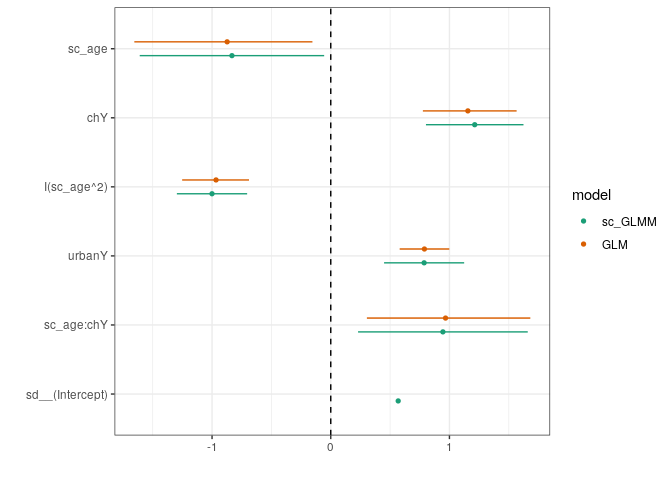 sc_age
chY
I(sc_age^2)
urbanY
sc_age:chY
sd__(Intercept)
-1 0 1
model
sc_GLMM
GLM